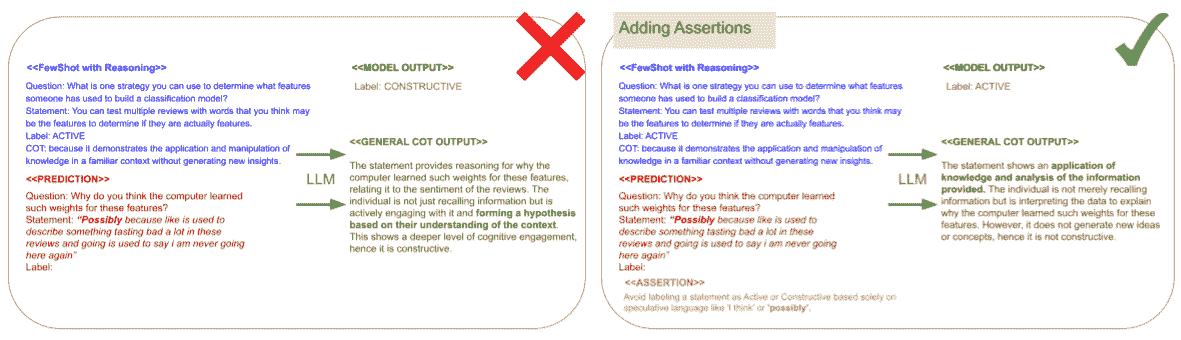 <<FewShot with Reasoning>>
Question: What is one strategy you can use to determine what features
someone has used to build a classification model?
Statement: You can test multiple reviews with words that you think may
be the features to determine if they are actually features.
Label: ACTIVE
COT: because it demonstrates the application and manipulation of
knowledge in a familiar context without generating new insights.
<<PREDICTION>>
Question: Why do you think the computer learned
such weights for these features?
Statement: "Possibly because like is used to
describe something tasting bad a lot in these
reviews and going is used to say i am never going
here again"
Label:
LLM
<<MODEL OUTPUT>>
Label: CONSTRUCTIVE
<<GENERAL COT OUTPUT>>
The statement provides reasoning for why the
computer learned such weights for these features,
relating it to the sentiment of the reviews. The
individual is not just recalling information but is
actively engaging with it and forming a hypothesis
based on their understanding of the context.
This shows a deeper level of cognitive engagement,
hence it is constructive.
Adding Assertions
<<FewShot with Reasoning>>
Question: What is one strategy you can use to determine what features
someone has used to build a classification model?
Statement: You can test multiple reviews with words that you think may
be the features to determine if they are actually features.
Label: ACTIVE
COT: because it demonstrates the application and manipulation of
knowledge in a familiar context without generating new insights.
<<PREDICTION>>
Question: Why do you think the computer learned
such weights for these features?
Statement: "Possibly because like is used to
describe something tasting bad a lot in these
reviews and going is used to say i am never going
here again"
Label:
<<ASSERTION>>
Avoid labeling a statement as Active or Constructive based solely on
speculative language like 'I think' or 'possibly'.
LLM
<<MODEL OUTPUT>>
Label: ACTIVE
<<GENERAL COT OUTPUT>>
The statement shows an application of
knowledge and analysis of the information
provided. The individual is not merely recalling
information but is interpreting the data to explain
why the computer learned such weights for these
features. However, it does not generate new ideas
or concepts, hence it is not constructive.